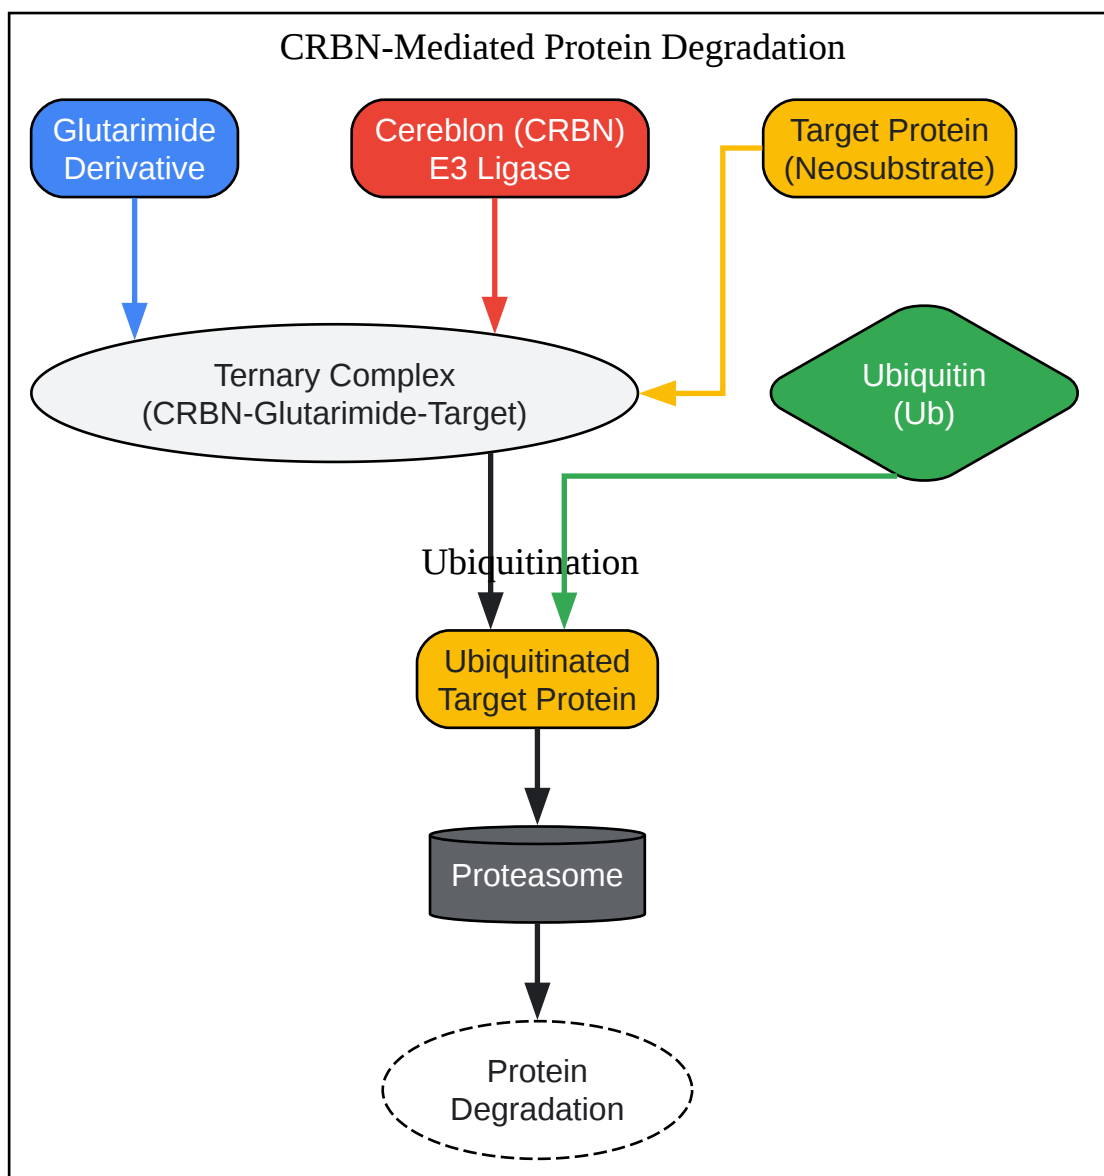 CRBN-Mediated Protein Degradation
Glutarimide
Derivative
Cereblon (CRBN)
E3 Ligase
Target Protein
(Neosubstrate)
Ternary Complex
(CRBN-Glutarimide-Target)
Ubiquitin
(Ub)
Ubiquitination
Ubiquitinated
Target Protein
Proteasome
Protein
Degradation